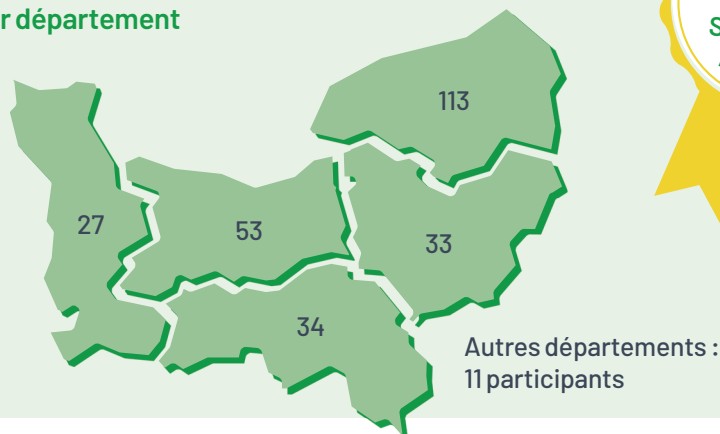 r département
S
113
27
53
33
34
Autres départements :
11 participants